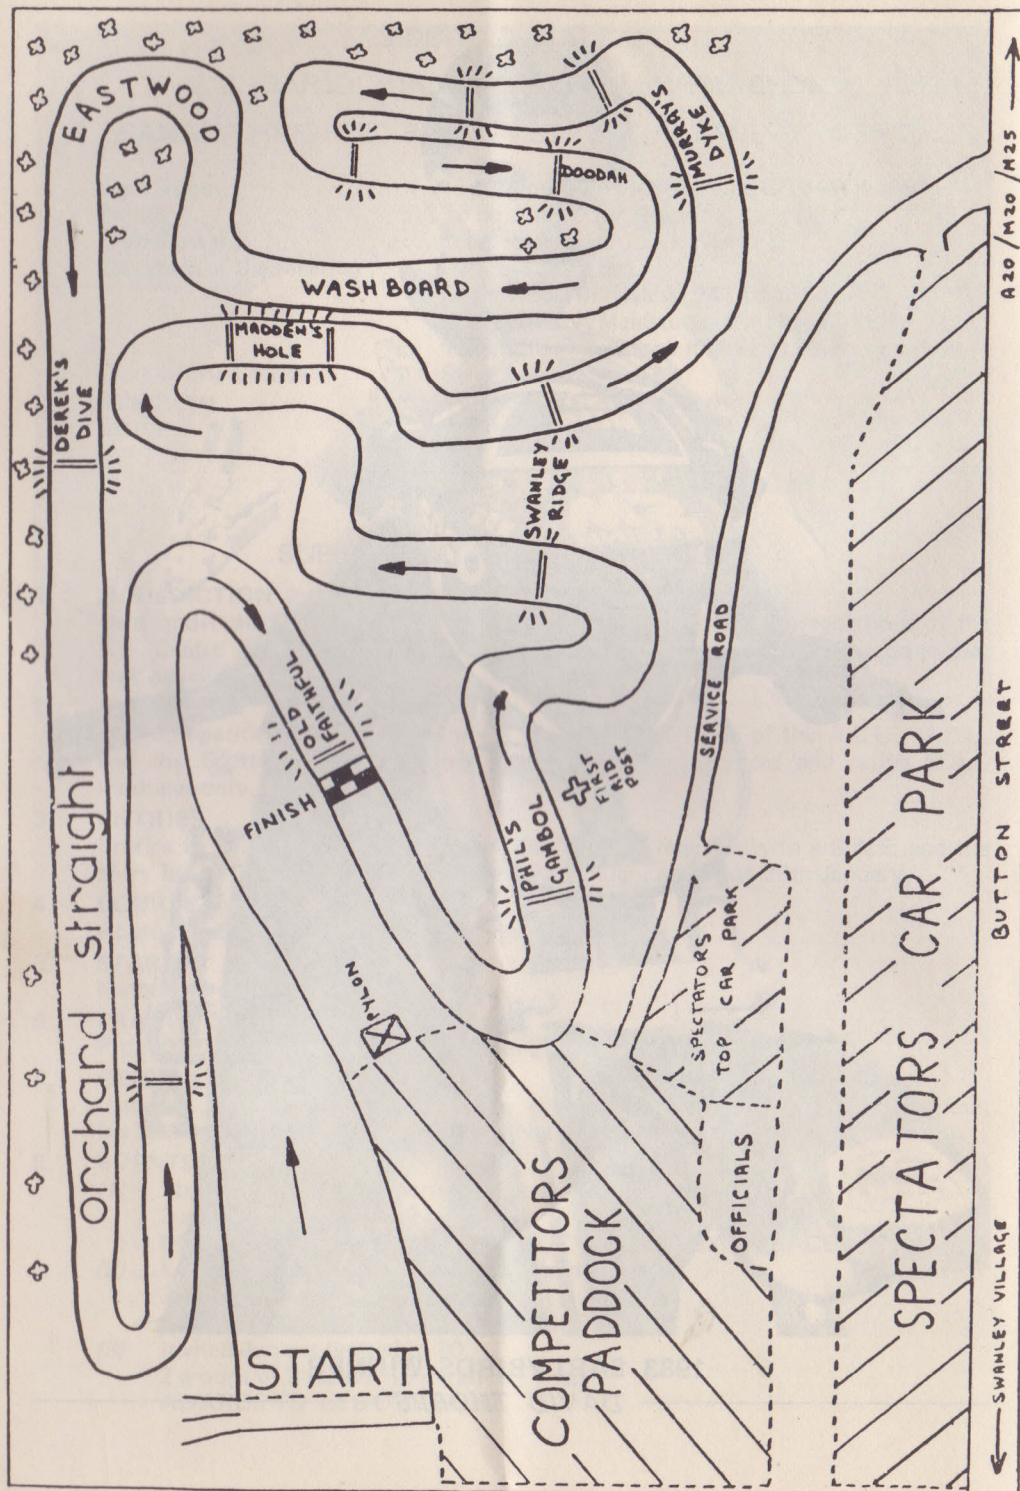 EASTWOOD
MURRAY'S
DYKE
DOODAH
WASHBOARD
MADDEN'S
HOLE
DEREK'S
DIVE
SWANLEY
RIDGE
OLD
FAITHFUL
FINISH
orchard straight
PHIL'S
GAMBOL
FIRST
AID
POST
SERVICE ROAD
PYLON
SPECTATORS
TOP CAR PARK
OFFICIALS
START
COMPETITORS
PADDOCK
SPECTATORS CAR PARK
A20/M20/M25
BUTTON STREET
SWANLEY VILLAGE